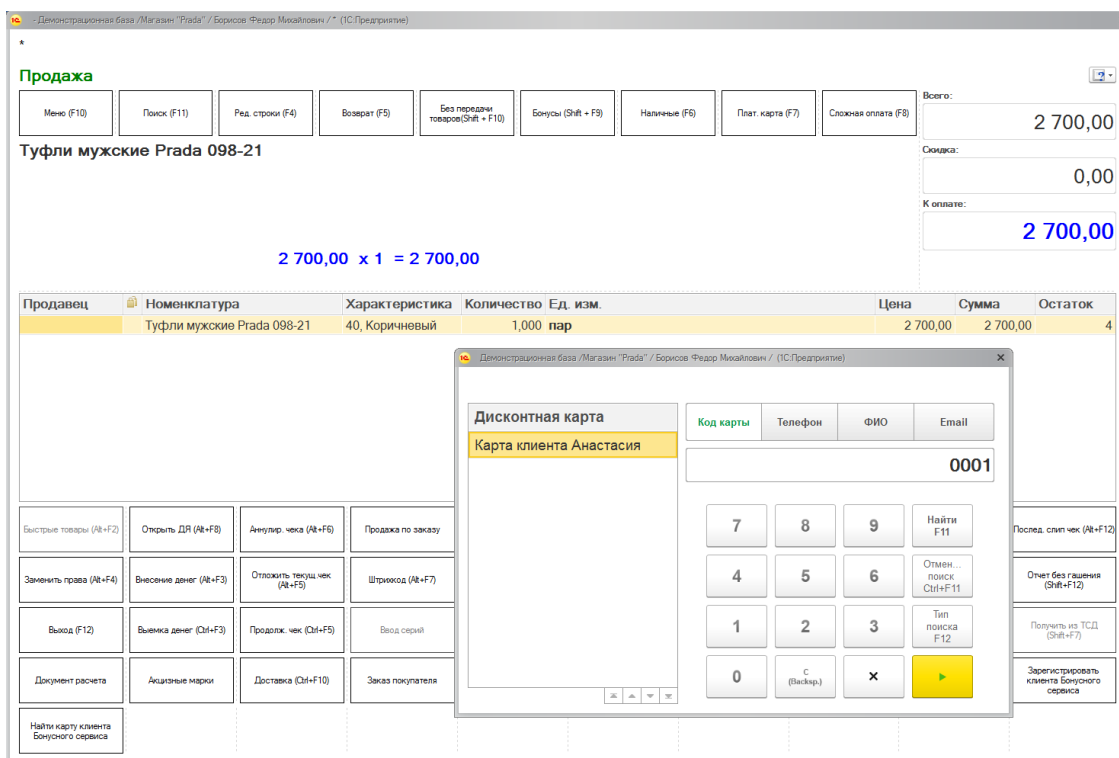 - Демонстрационная база /Магазин "Prada" / Борисов Федор Михайлович / * (1С:Предприятие)
*
Продажа
Меню (F10)
Поиск (F11)
Ред. строки (F4)
Возврат (F5)
Без передачи
товаров(Shift + F10)
Бонусы (Shift + F9)
Наличные (F6)
Плат. карта (F7)
Сложная оплата (F8)
Всего:
2 700,00
Туфли мужские Prada 098-21
Скидка:
0,00
К оплате:
2 700,00
2 700,00 x 1 = 2 700,00
Продавец Номенклатура Характеристика Количество Ед. изм. Цена Сумма Остаток
Туфли мужские Prada 098-21 40, Коричневый 1,000 пар 2 700,00 2 700,00 4
Демонстрационная база /Магазин "Prada" / Борисов Федор Михайлович / (1С:Предприятие)
Дисконтная карта
Карта клиента Анастасия
Код карты
Телефон
ФИО
Email
0001
7
8
9
Найти
F11
4
5
6
Отмен...
поиск
Ctrl+F11
1
2
3
Тип
поиска
F12
0
C
(Backsp.)
Быстрые товары (Alt+F2)
Открыть ДЯ (Alt+F8)
Аннулир. чека (Alt+F6)
Продажа по заказу
Послед. слип чек (Alt+F12)
Заменить права (Alt+F4)
Внесение денег (Alt+F3)
Отложить текущ.чек
(Alt+F5)
Штрихкод (Alt+F7)
Отчет без гашения
(Shift+F12)
Выход (F12)
Выемка денег (Ctrl+F3)
Продолж. чек (Ctrl+F5)
Ввод серий
Получить из ТСД
(Shift+F7)
Документ расчета
Акцизные марки
Доставка (Ctrl+F10)
Заказ покупателя
Зарегистрировать
клиента Бонусного
сервиса
Найти карту клиента
Бонусного сервиса